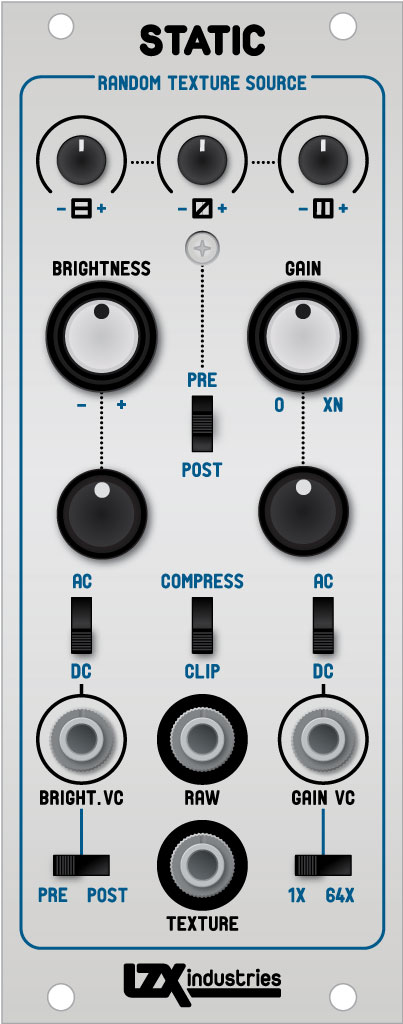 STATIC
RANDOM TEXTURE SOURCE
- + - + - +
BRIGHTNESS GAIN
- + 0 XN
PRE
POST
AC COMPRESS AC
DC CLIP DC
BRIGHT.VC RAW GAIN VC
PRE POST 1X 64X
TEXTURE
LZX industries